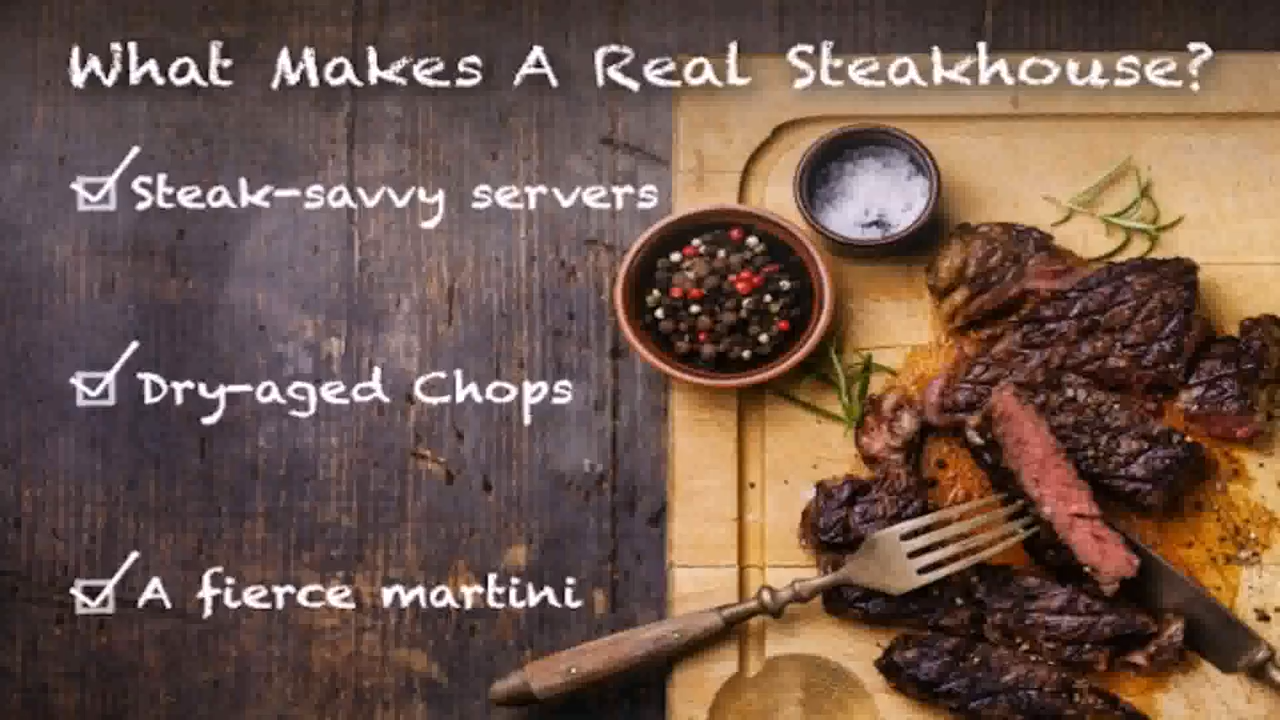 What Makes A Real Steakhouse?
Steak-savvy servers
Dry-aged Chops
A fierce martini